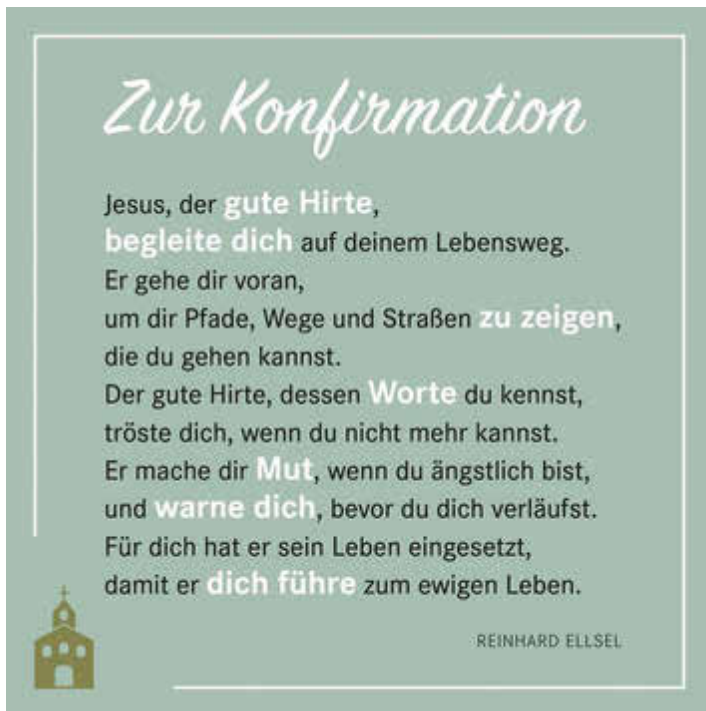 Zur Konfirmation
Jesus, der gute Hirte,
begleite dich auf deinem Lebensweg.
Er gehe dir voran,
um dir Pfade, Wege und Straßen zu zeigen,
die du gehen kannst.
Der gute Hirte, dessen Worte du kennst,
tröste dich, wenn du nicht mehr kannst.
Er mache dir Mut, wenn du ängstlich bist,
und warne dich, bevor du dich verläufst.
Für dich hat er sein Leben eingesetzt,
damit er dich führe zum ewigen Leben.
REINHARD ELLSEL